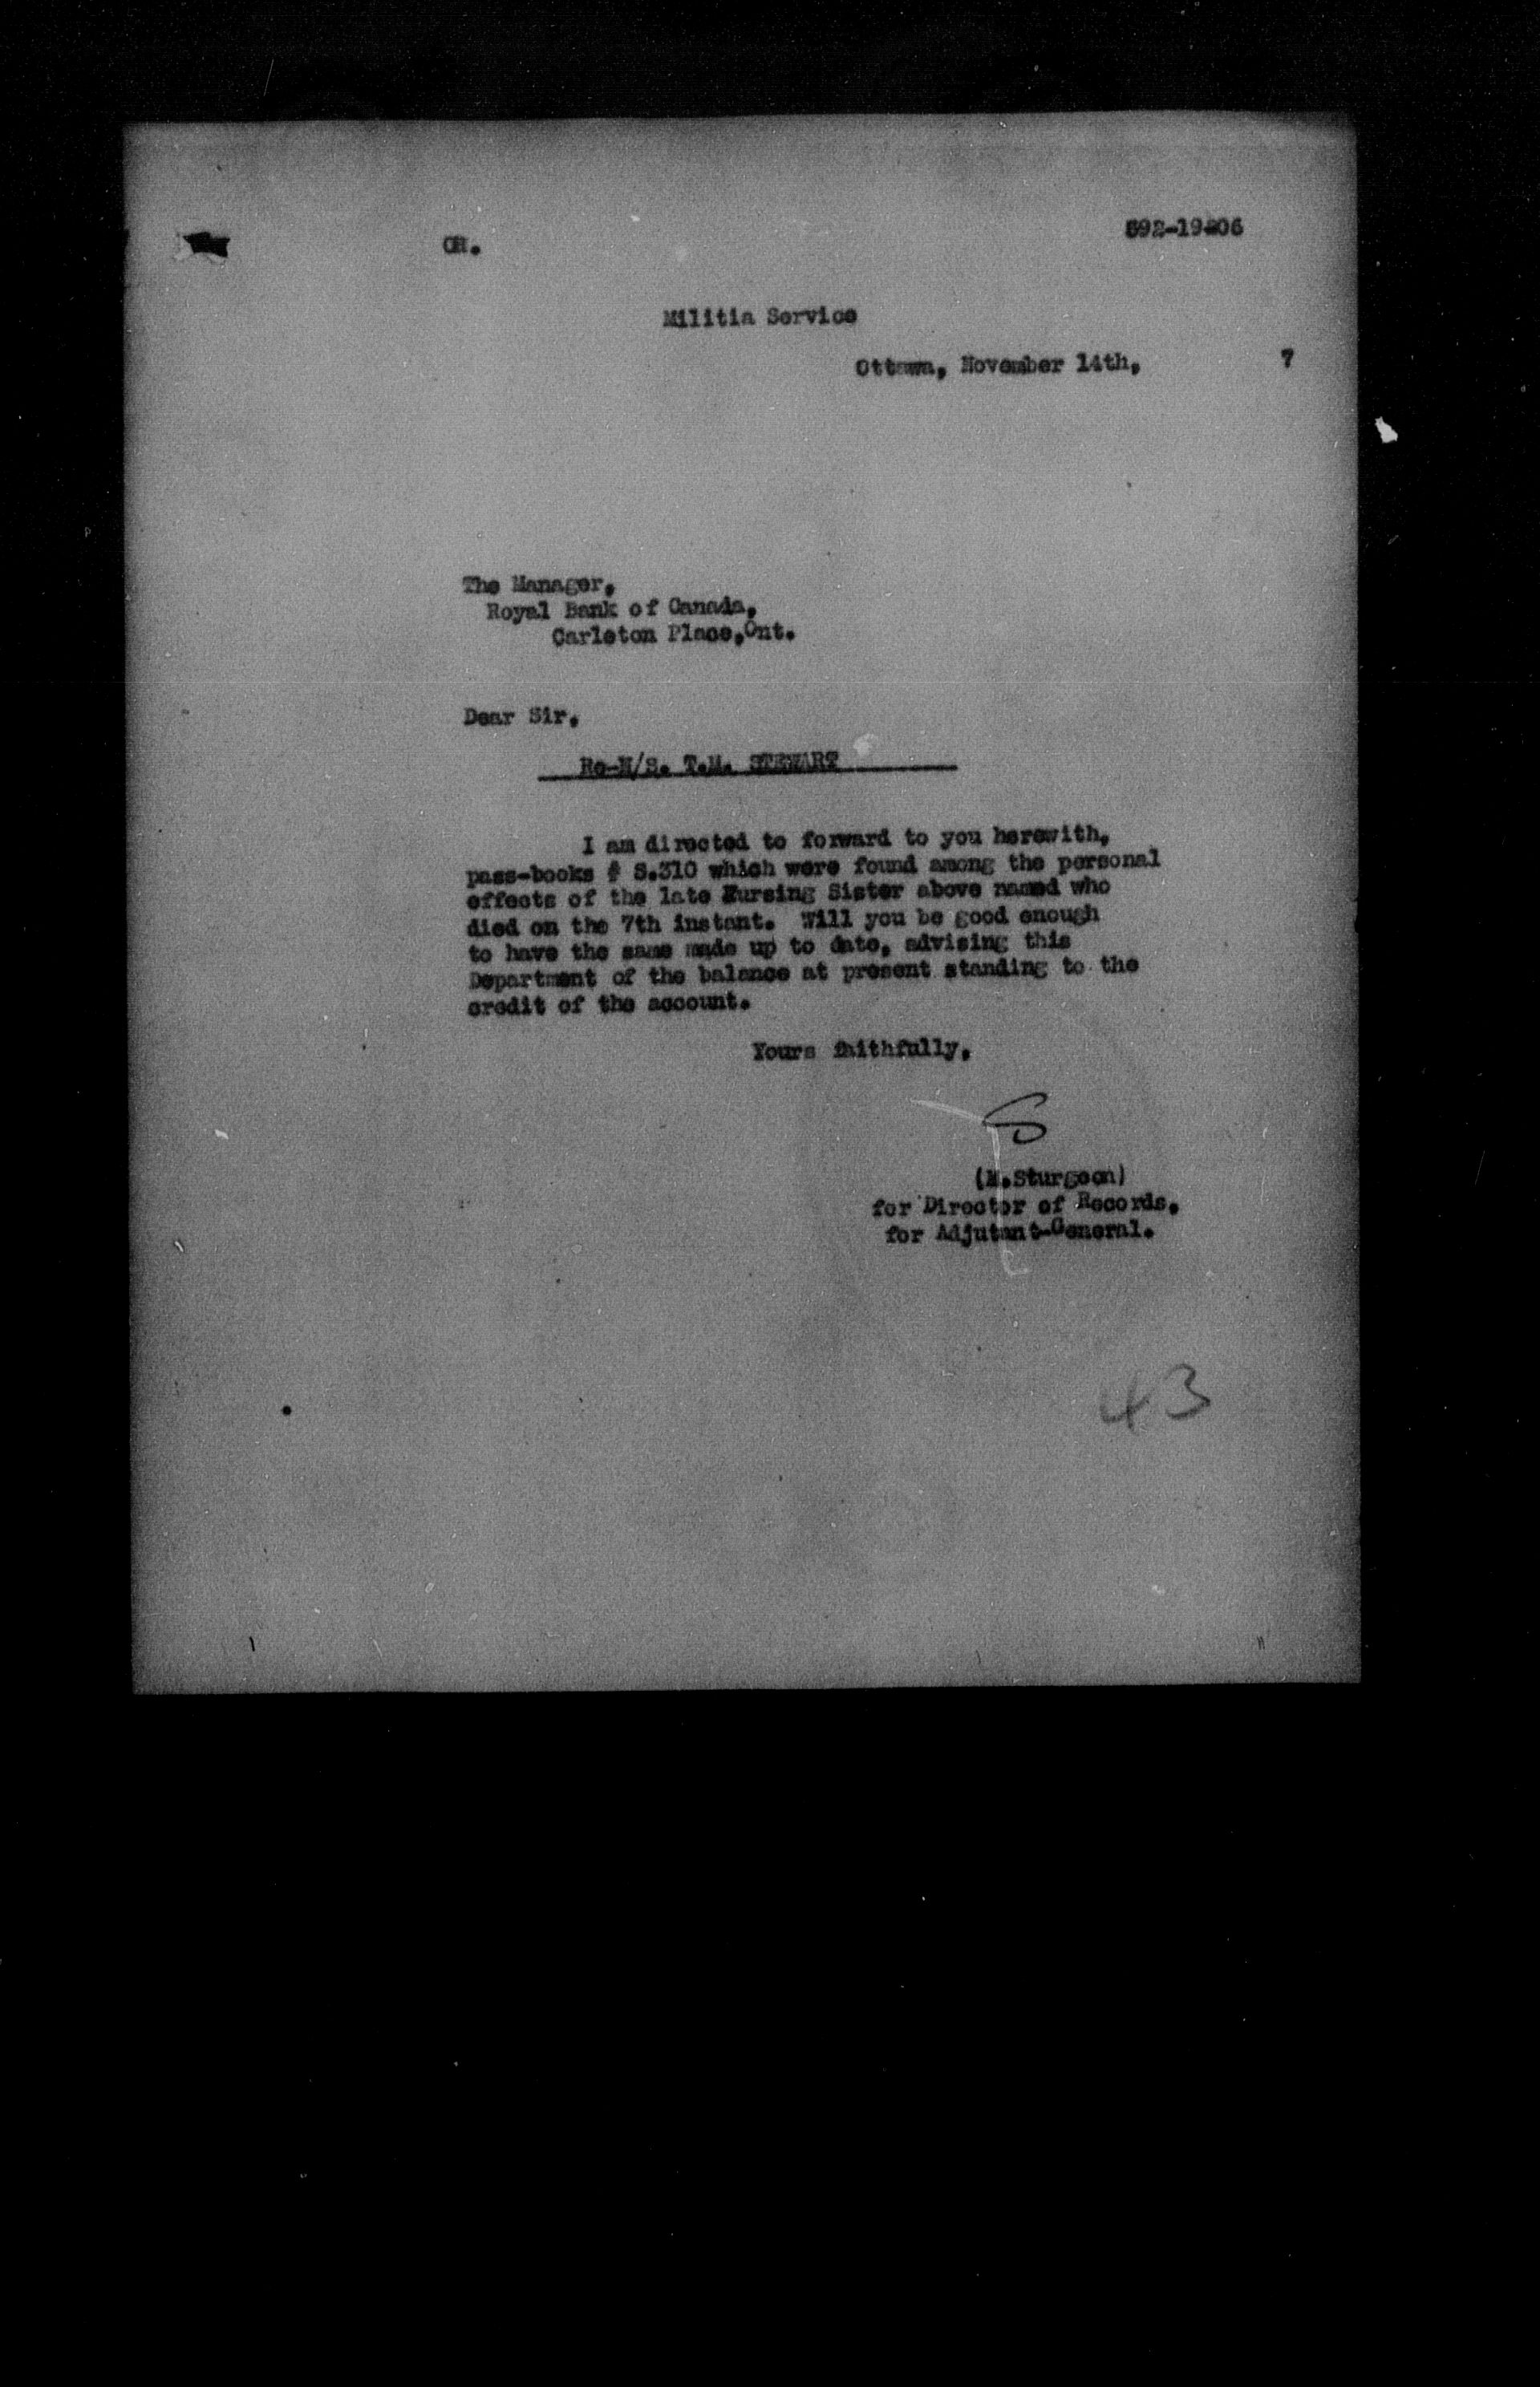 592-19-206
CR.
Militia Service
Ottawa, November 14th, 7
The Manager,
Royal Bank of Canada,
Carleton Place, Ont.
Dear Sir,
Re-N/S. T.M. STEWART
I am directed to forward to you herewith,
pass-books # S.310 which were found among the personal
effects of the late Nursing Sister above named who
died on the 7th instant. Will you be good enough
to have the same made up to date, advising this
Department of the balance at present standing to the
credit of the account.
Yours faithfully,
S
(M.Sturgeon)
for Director of Records,
for Adjutant-General.
43